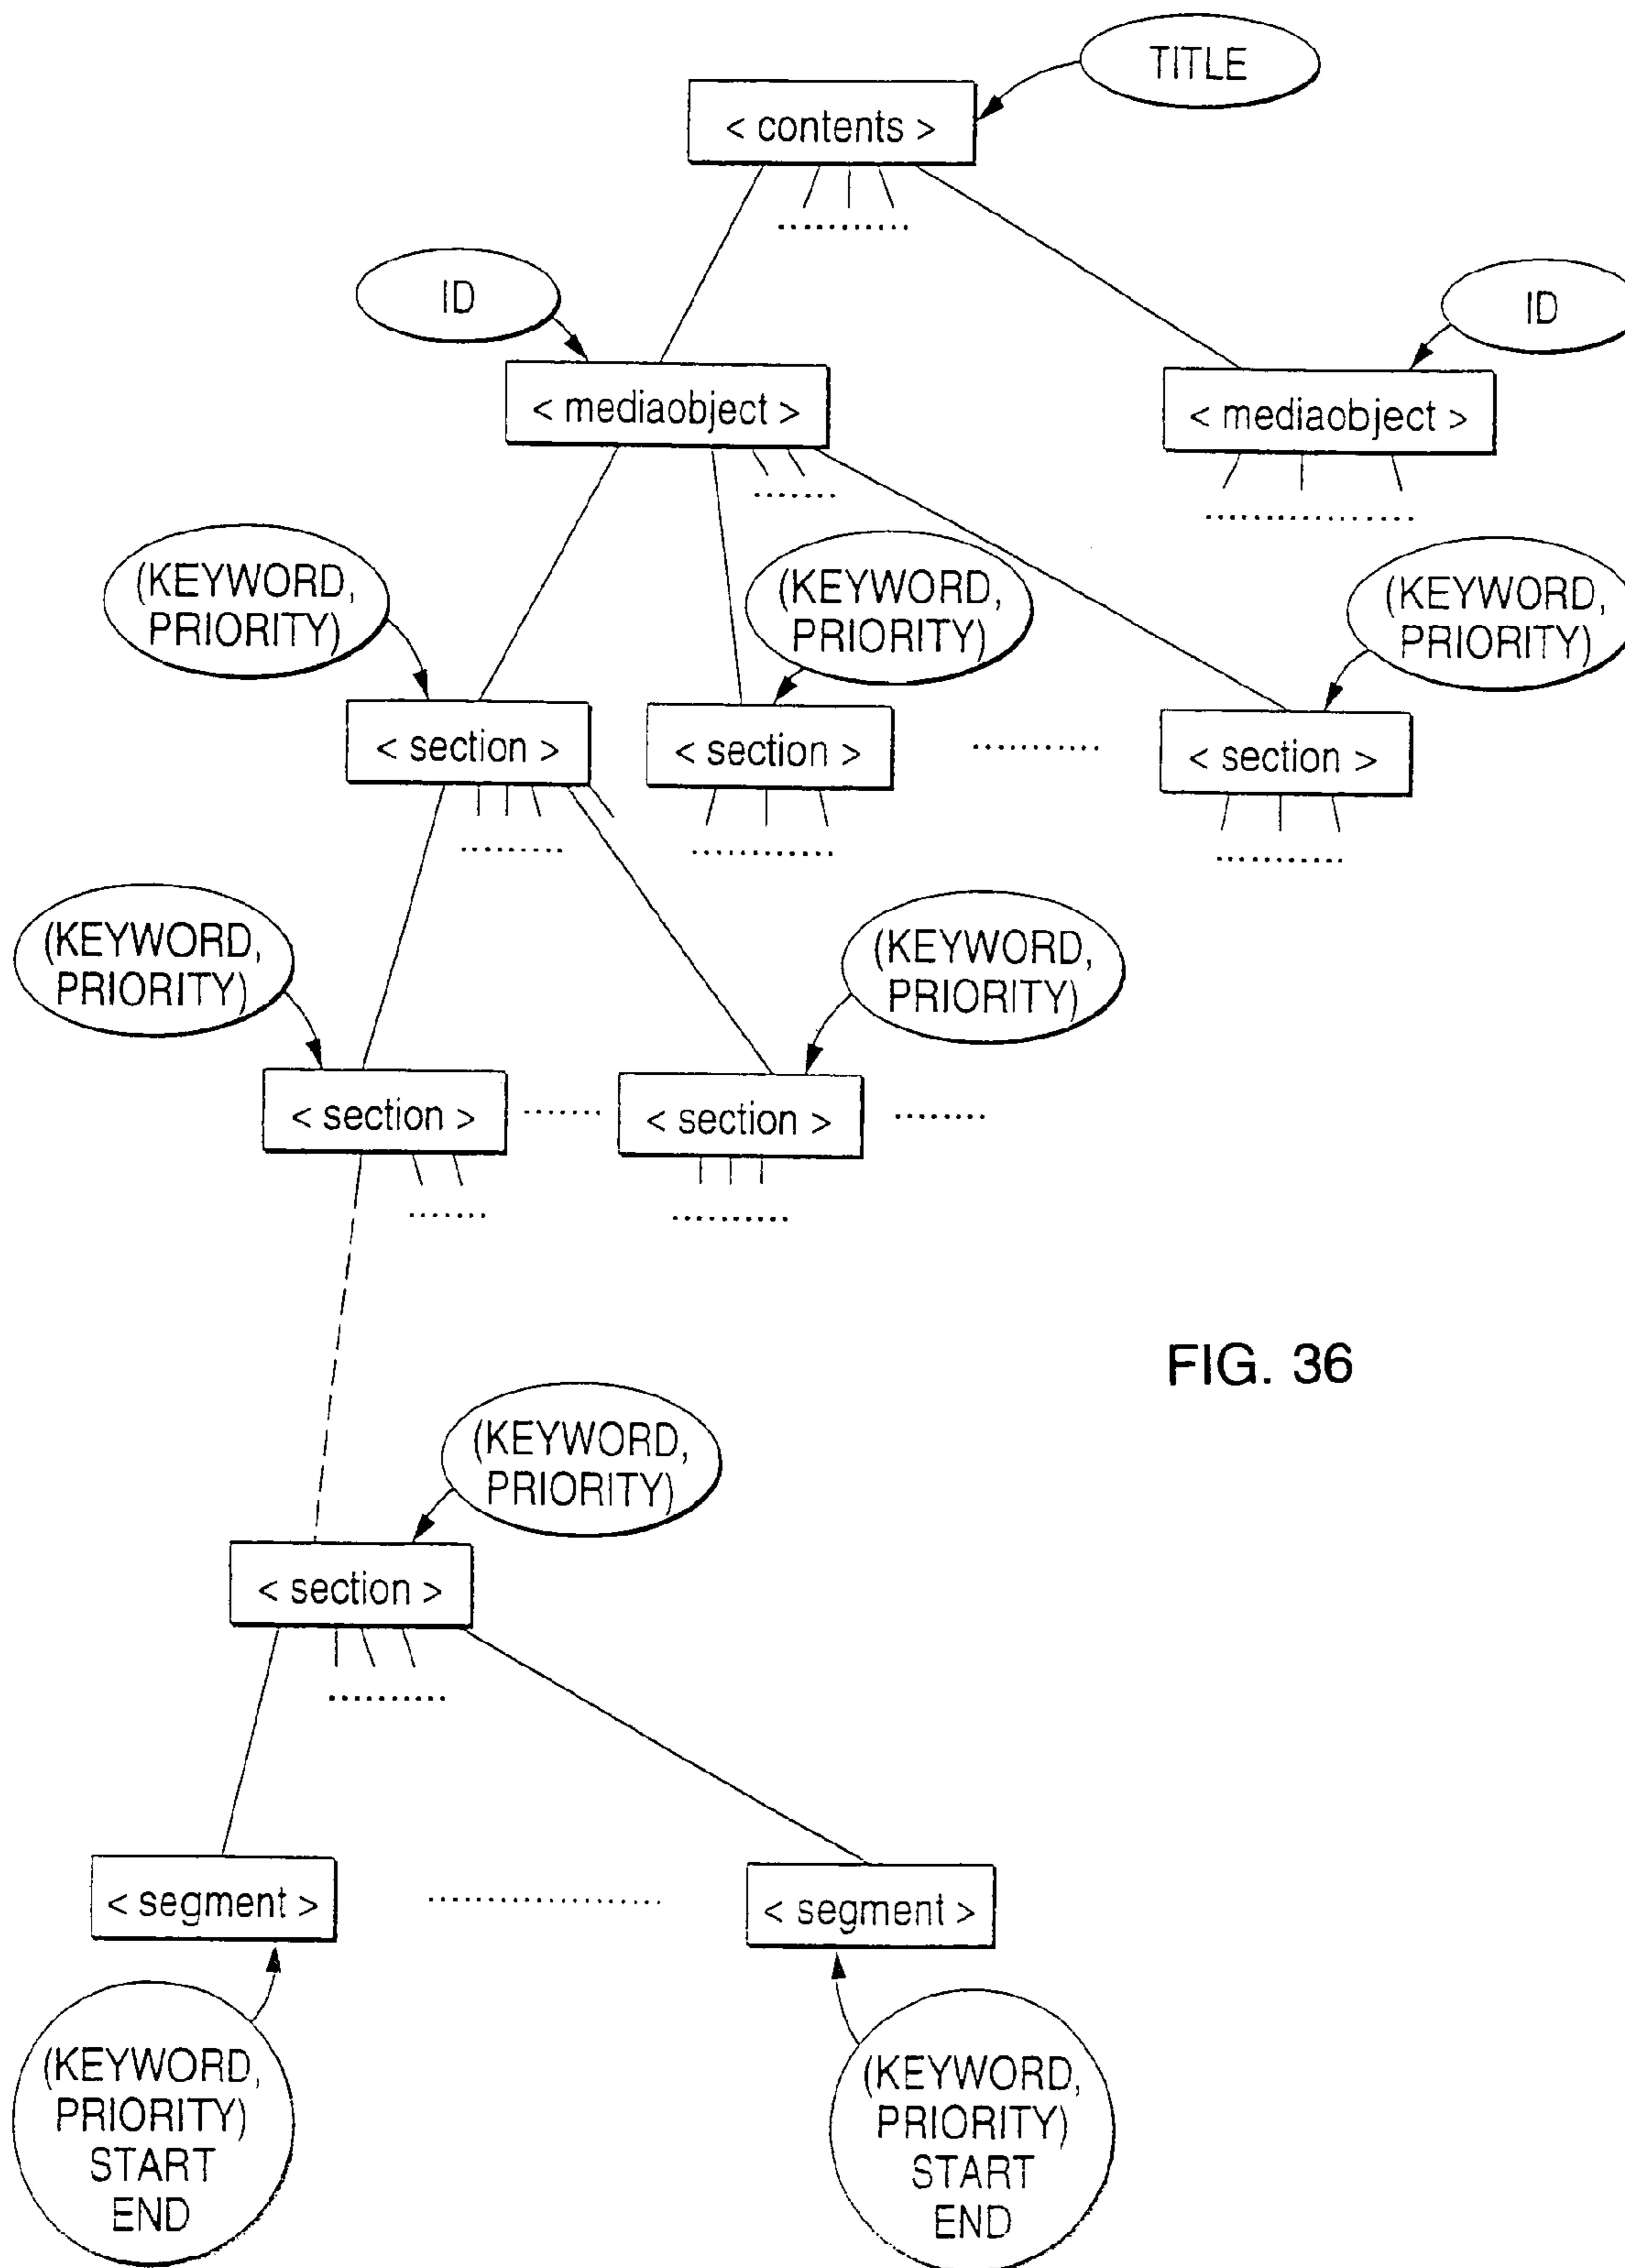 TITLE
< contents >
ID
ID
< mediaobject >
< mediaobject >
(KEYWORD,
PRIORITY)
(KEYWORD,
PRIORITY)
(KEYWORD,
PRIORITY)
< section >
< section >
< section >
(KEYWORD,
PRIORITY)
(KEYWORD,
PRIORITY)
< section >
< section >
FIG. 36
(KEYWORD,
PRIORITY)
< section >
< segment >
< segment >
(KEYWORD,
PRIORITY)
START
END
(KEYWORD,
PRIORITY)
START
END